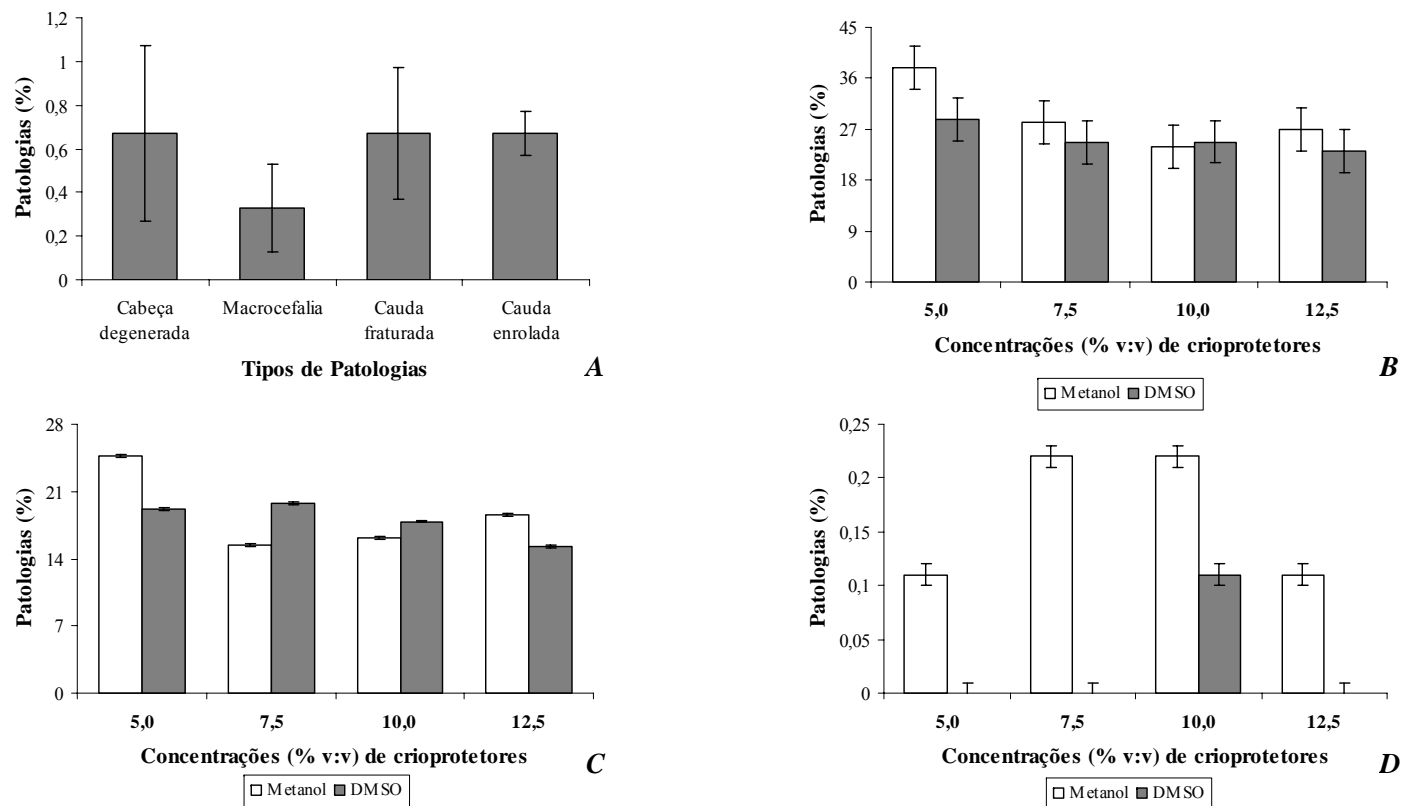 1,2
1
0,8
0,6
0,4
0,2
0
Patologias (%)
Cabeça degenerada
Macrocefalia
Cauda fraturada
Cauda enrolada
Tipos de Patologias
A
45
36
27
18
9
0
Patologias (%)
5,0 7,5 10,0 12,5
Concentrações (% v:v) de crioprotetores
B
Metanol DMSO
28
21
14
7
0
Patologias (%)
5,0 7,5 10,0 12,5
Concentrações (% v:v) de crioprotetores
C
Metanol DMSO
0,25
0,2
0,15
0,1
0,05
0
Patologias (%)
5,0 7,5 10,0 12,5
Concentrações (% v:v) de crioprotetores
D
Metanol DMSO